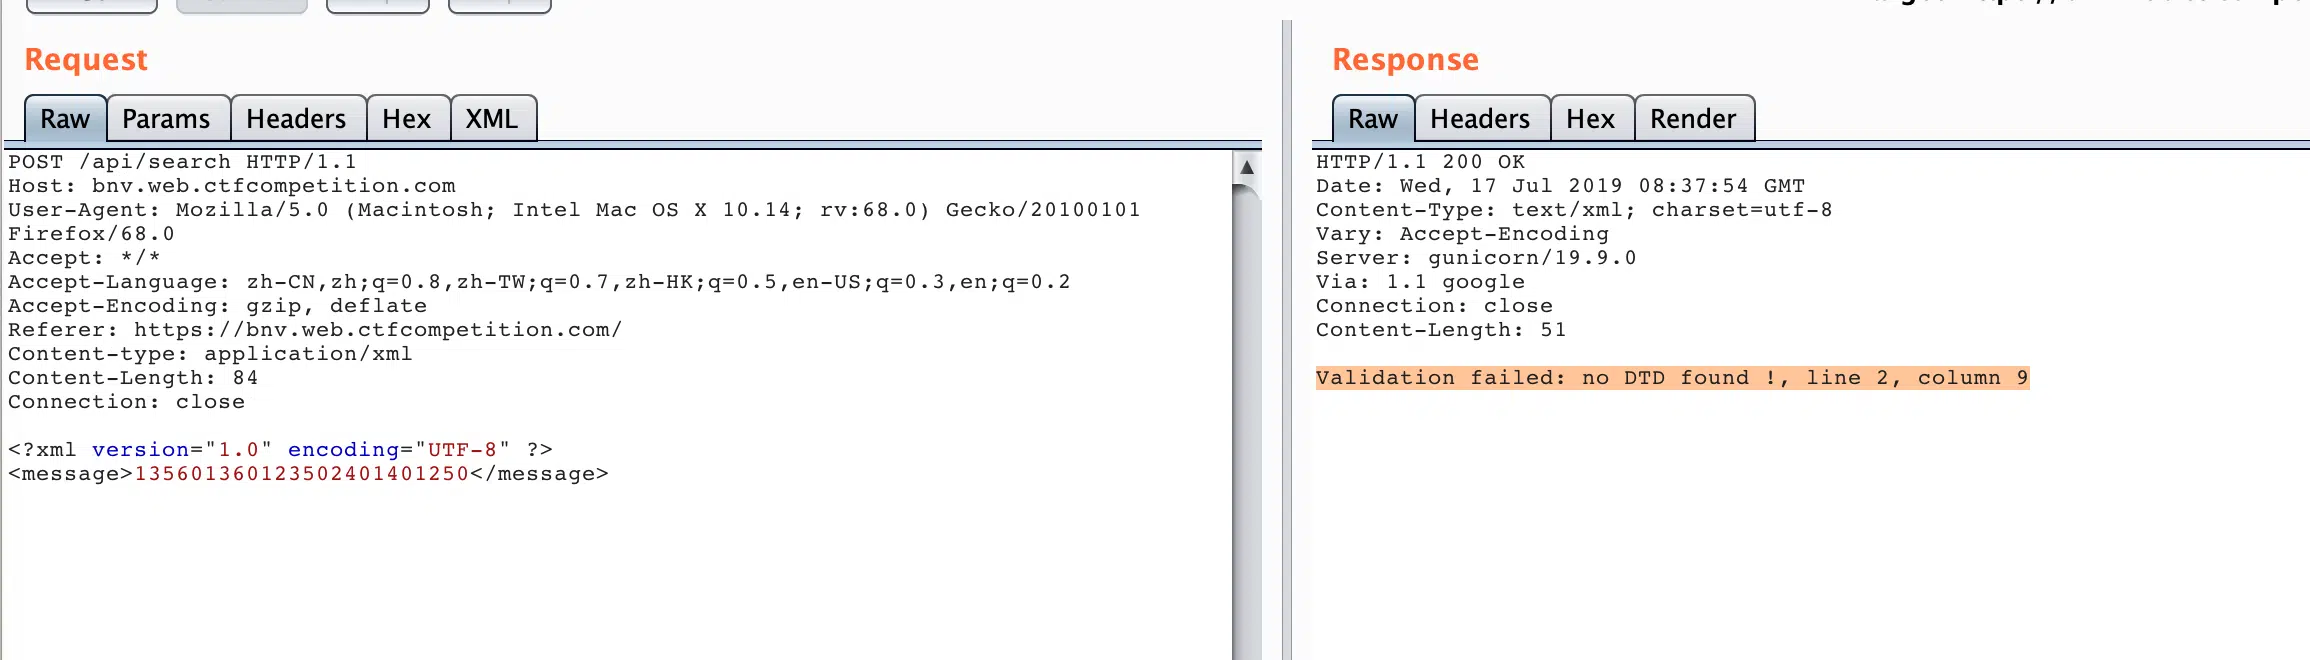 Request
Response
Raw Params Headers Hex XML
Raw Headers Hex Render
POST /api/search HTTP/1.1
Host: bnv.web.ctfcompetition.com
User-Agent: Mozilla/5.0 (Macintosh; Intel Mac OS X 10.14; rv:68.0) Gecko/20100101
Firefox/68.0
Accept: */*
Accept-Language: zh-CN,zh;q=0.8,zh-TW;q=0.7,zh-HK;q=0.5,en-US;q=0.3,en;q=0.2
Accept-Encoding: gzip, deflate
Referer: https://bnv.web.ctfcompetition.com/
Content-type: application/xml
Content-Length: 84
Connection: close
<?xml version="1.0" encoding="UTF-8" ?>
<message>135601360123502401401250</message>
HTTP/1.1 200 OK
Date: Wed, 17 Jul 2019 08:37:54 GMT
Content-Type: text/xml; charset=utf-8
Vary: Accept-Encoding
Server: gunicorn/19.9.0
Via: 1.1 google
Connection: close
Content-Length: 51
Validation failed: no DTD found !, line 2, column 9